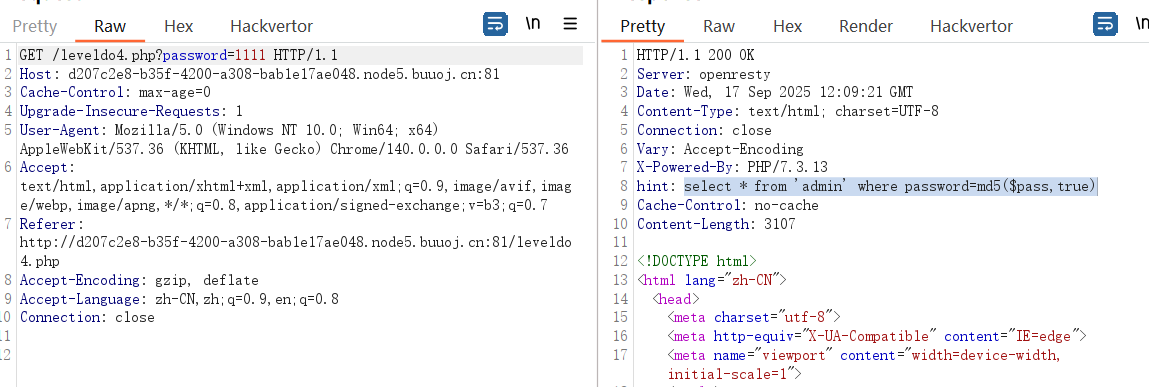 Pretty Raw Hex Hackvertor \n
1 GET /leveldo4.php?password=1111 HTTP/1.1
2 Host: d207c2e8-b35f-4200-a308-bab1e17ae048.node5.buuoj.cn:81
3 Cache-Control: max-age=0
4 Upgrade-Insecure-Requests: 1
5 User-Agent: Mozilla/5.0 (Windows NT 10.0; Win64; x64)
AppleWebKit/537.36 (KHTML, like Gecko) Chrome/140.0.0.0 Safari/537.36
6 Accept:
text/html,application/xhtml+xml,application/xml;q=0.9,image/avif,imag
e/webp,image/apng,*/*;q=0.8,application/signed-exchange;v=b3;q=0.7
7 Referer:
http://d207c2e8-b35f-4200-a308-bab1e17ae048.node5.buuoj.cn:81/leveldo
4.php
8 Accept-Encoding: gzip, deflate
9 Accept-Language: zh-CN,zh;q=0.9,en;q=0.8
10 Connection: close
11
12
Pretty Raw Hex Render Hackvertor
1 HTTP/1.1 200 OK
2 Server: openresty
3 Date: Wed, 17 Sep 2025 12:09:21 GMT
4 Content-Type: text/html; charset=UTF-8
5 Connection: close
6 Vary: Accept-Encoding
7 X-Powered-By: PHP/7.3.13
8 hint: select * from 'admin' where password=md5($pass,true)
9 Cache-Control: no-cache
10 Content-Length: 3107
11
12 <!DOCTYPE html>
13 <html lang="zh-CN">
14 <head>
15 <meta charset="utf-8">
16 <meta http-equiv="X-UA-Compatible" content="IE=edge">
17 <meta name="viewport" content="width=device-width,
initial-scale=1">